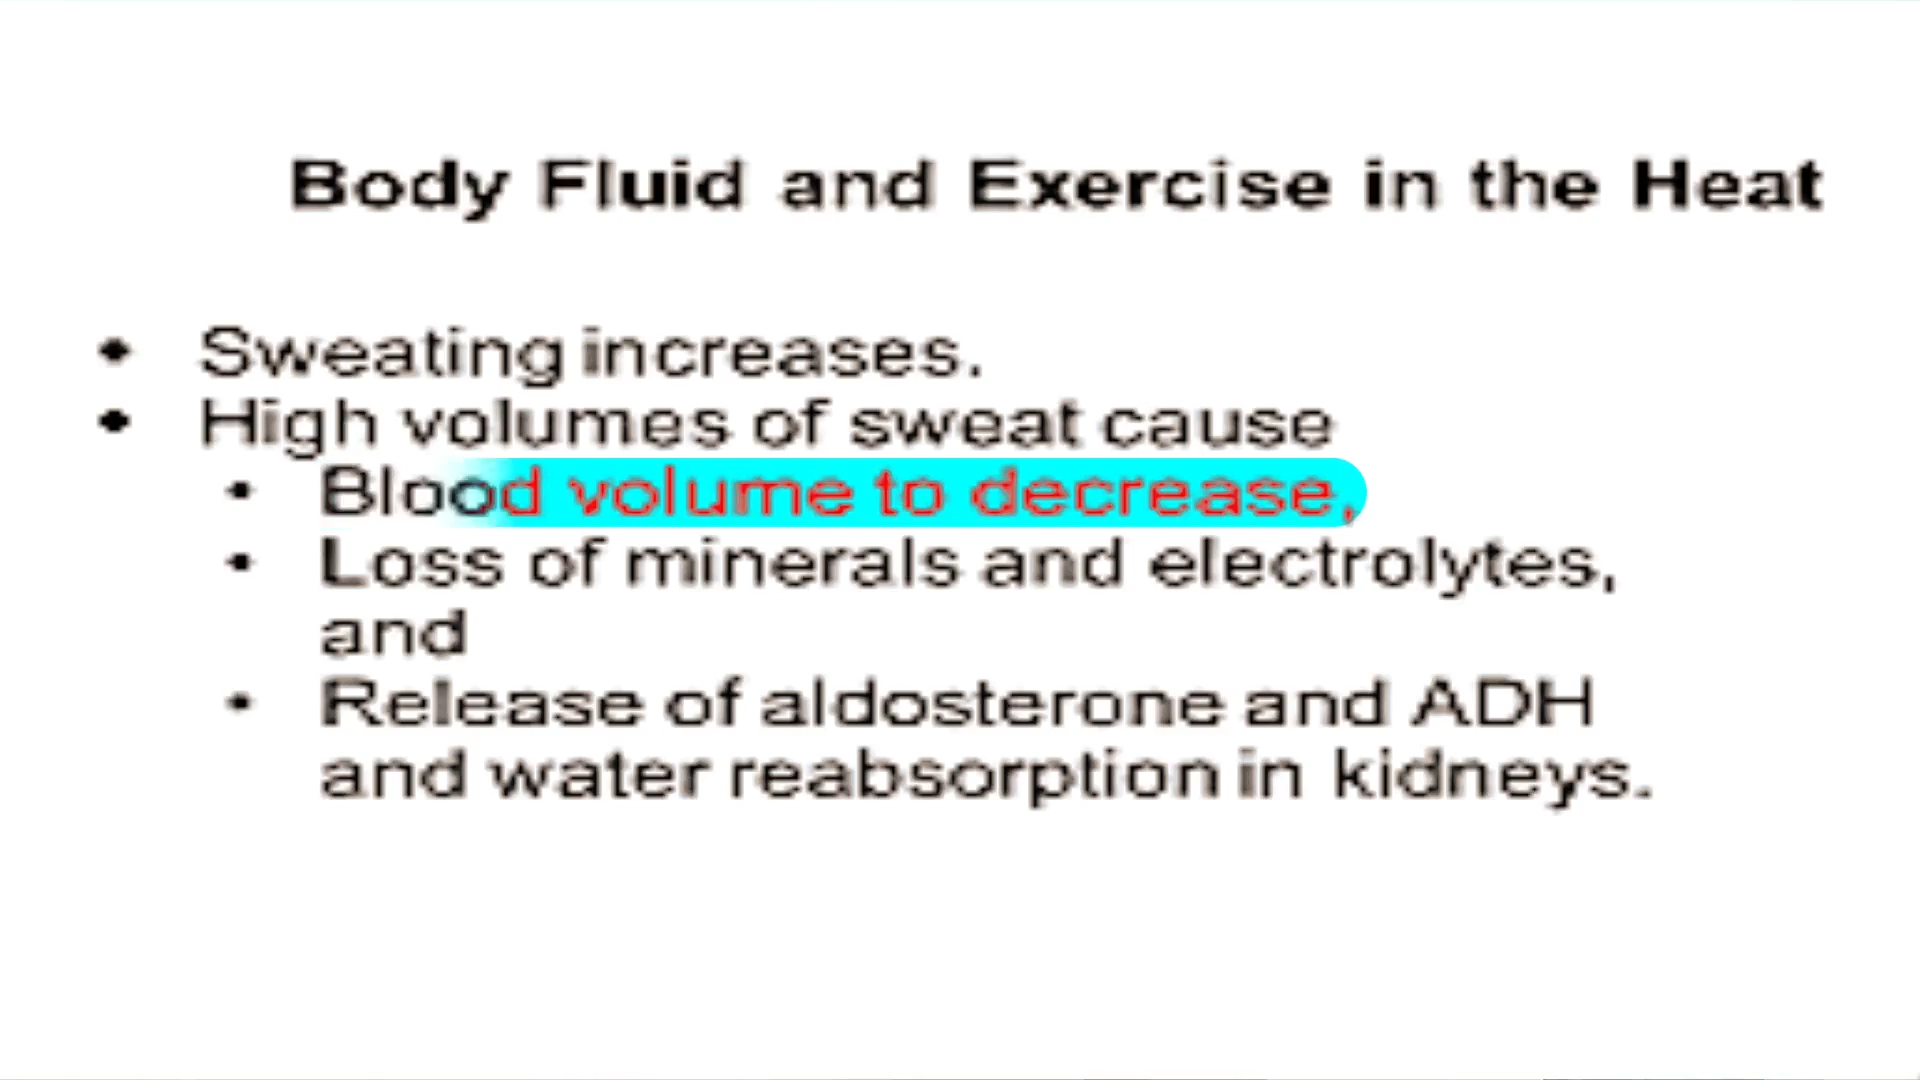 Body Fluid and Exercise in the Heat
• Sweating increases.
• High volumes of sweat cause
• Blood volume to decrease,
• Loss of minerals and electrolytes,
and
• Release of aldosterone and ADH
and water reabsorption in kidneys.